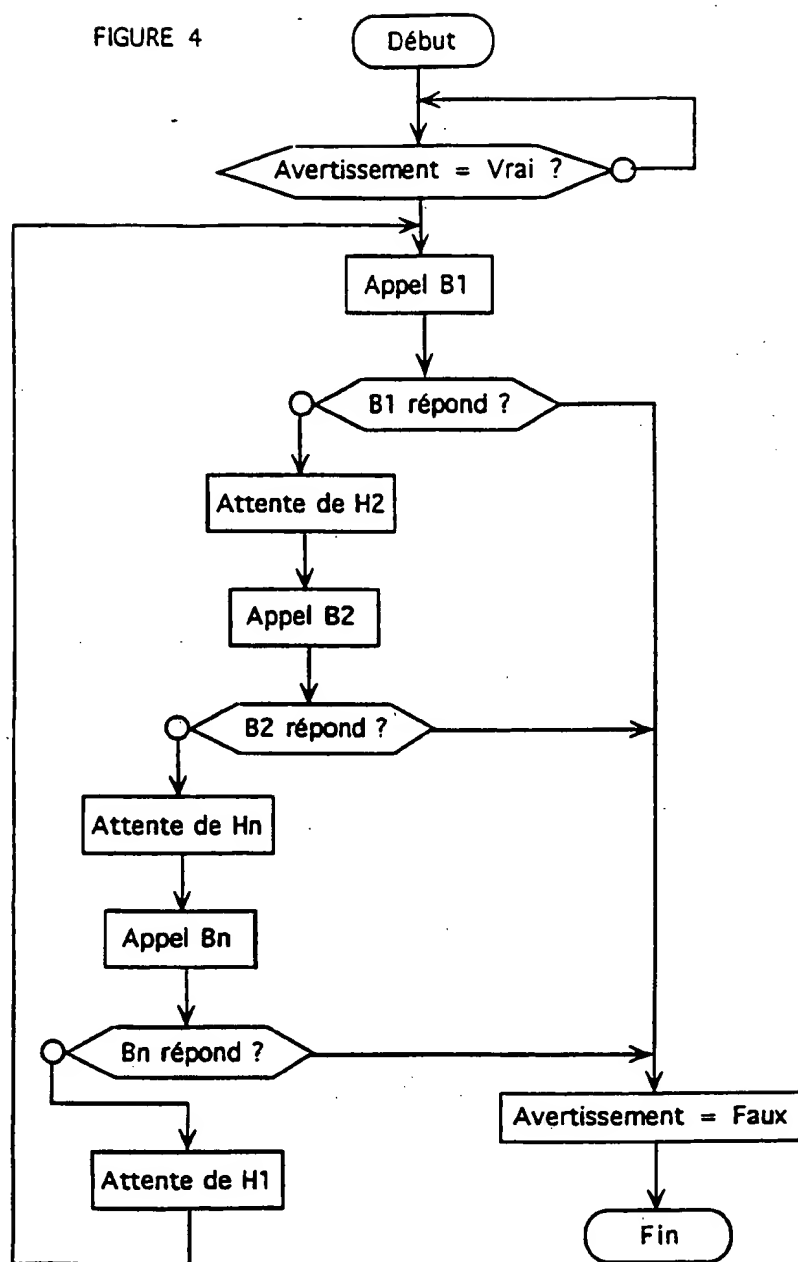 FIGURE 4
Début
Avertissement = Vrai ?
Appel B1
B1 répond ?
Attente de H2
Appel B2
B2 répond ?
Attente de Hn
Appel Bn
Bn répond ?
Avertissement = Faux
Attente de H1
Fin